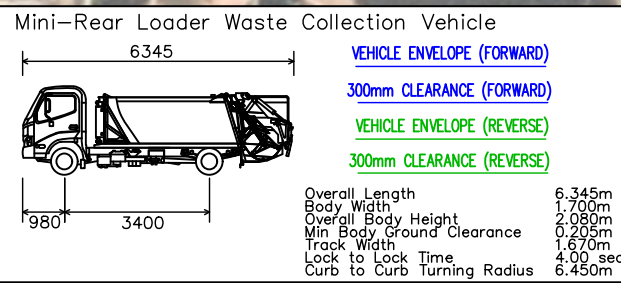 Mini-Rear Loader Waste Collection Vehicle
6345
980
3400
VEHICLE ENVELOPE (FORWARD)
300mm CLEARANCE (FORWARD)
VEHICLE ENVELOPE (REVERSE)
300mm CLEARANCE (REVERSE)
Overall Length 6.345m
Body Width 1.700m
Overall Body Height 2.080m
Min Body Ground Clearance 0.205m
Track Width 1.670m
Lock to Lock Time 4.00 sec
Curb to Curb Turning Radius 6.450m